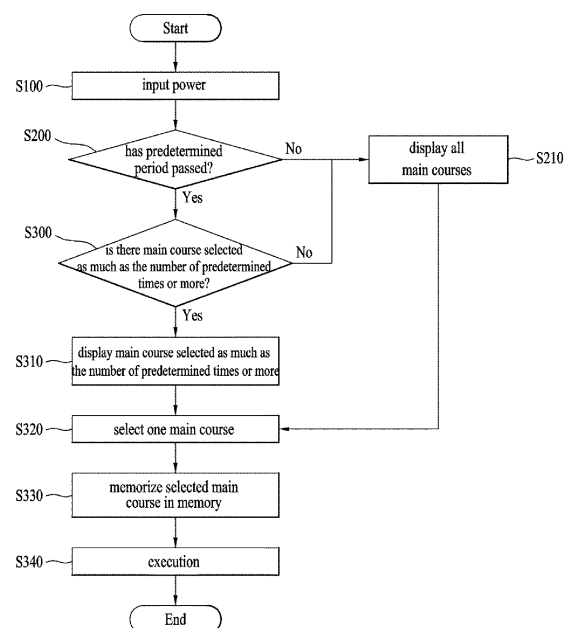 Start
S100
input power
S200
has predetermined
period passed?
No
display all
main courses
S210
Yes
S300
is there main course selected
as much as the number of predetermined
times or more?
No
Yes
S310
display main course selected as much as
the number of predetermined times or more
S320
select one main course
S330
memorize selected main
course in memory
S340
execution
End